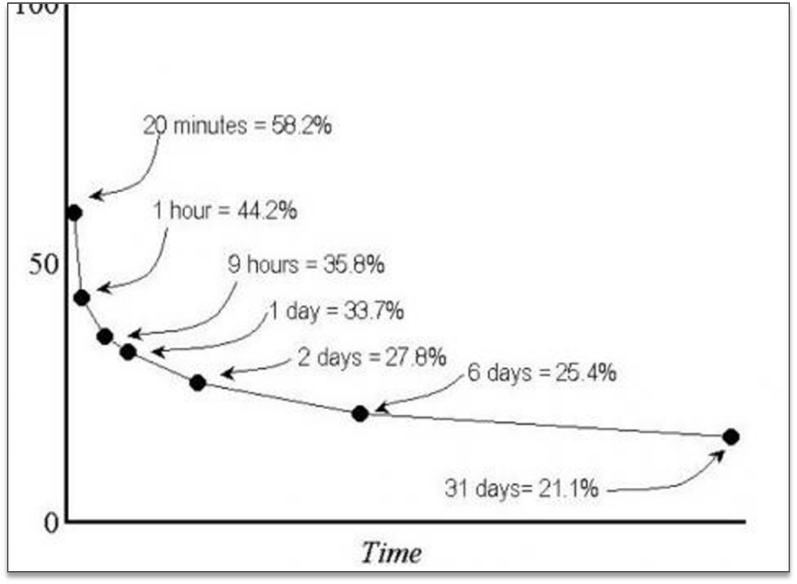 100
20 minutes = 58.2%
1 hour = 44.2%
50
9 hours = 35.8%
1 day = 33.7%
2 days = 27.8%
6 days = 25.4%
31 days= 21.1%
0
Time